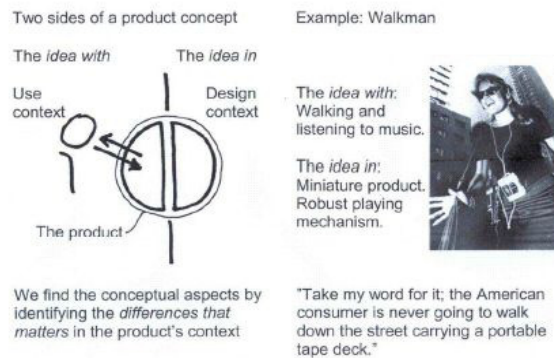 Two sides of a product concept
The idea with
The idea in
Use
context
Design
context
The product
We find the conceptual aspects by
identifying the differences that
matters in the product's context
Example: Walkman
The idea with:
Walking and
listening to music.
The idea in:
Miniature product.
Robust playing
mechanism.
"Take my word for it; the American
consumer is never going to walk
down the street carrying a portable
tape deck."